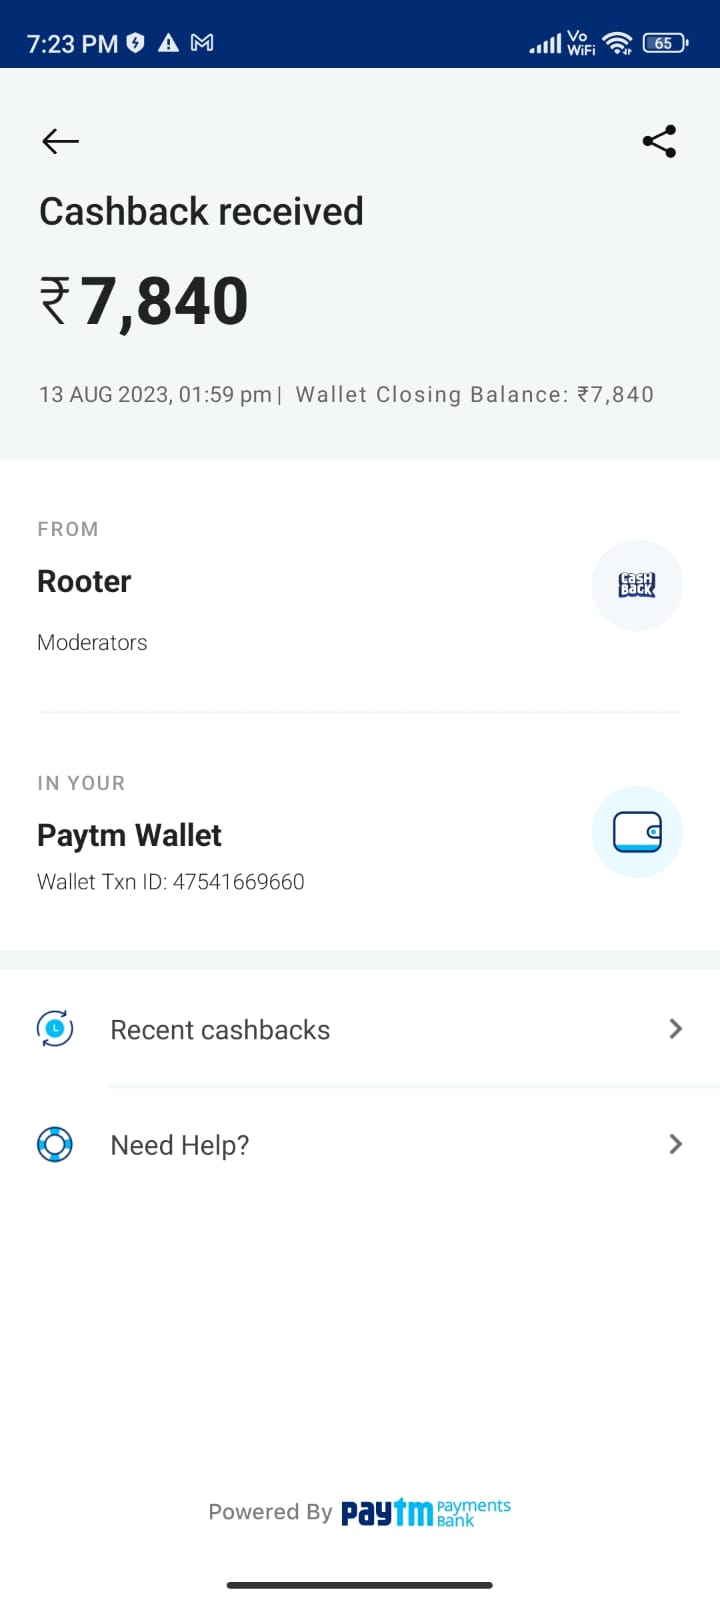 7:23 PM
Vo WiFi
65
Cashback received
₹7,840
13 AUG 2023, 01:59 pm | Wallet Closing Balance: ₹7,840
FROM
Rooter
CASH BACK
Moderators
IN YOUR
Paytm Wallet
Wallet Txn ID: 47541669660
Recent cashbacks
Need Help?
Powered By paytm Payments Bank